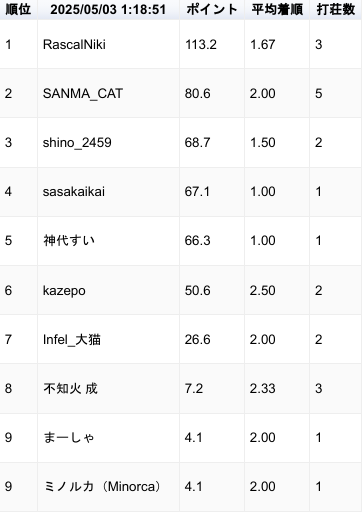 順位 2025/05/03 1:18:51 ポイント 平均着順 打荘数
1 RascalNiki 113.2 1.67 3
2 SANMA_CAT 80.6 2.00 5
3 shino_2459 68.7 1.50 2
4 sasakaikai 67.1 1.00 1
5 神代すい 66.3 1.00 1
6 kazepo 50.6 2.50 2
7 Infel_大猫 26.6 2.00 2
8 不知火 成 7.2 2.33 3
9 まーしゃ 4.1 2.00 1
9 ミノルカ（Minorca） 4.1 2.00 1